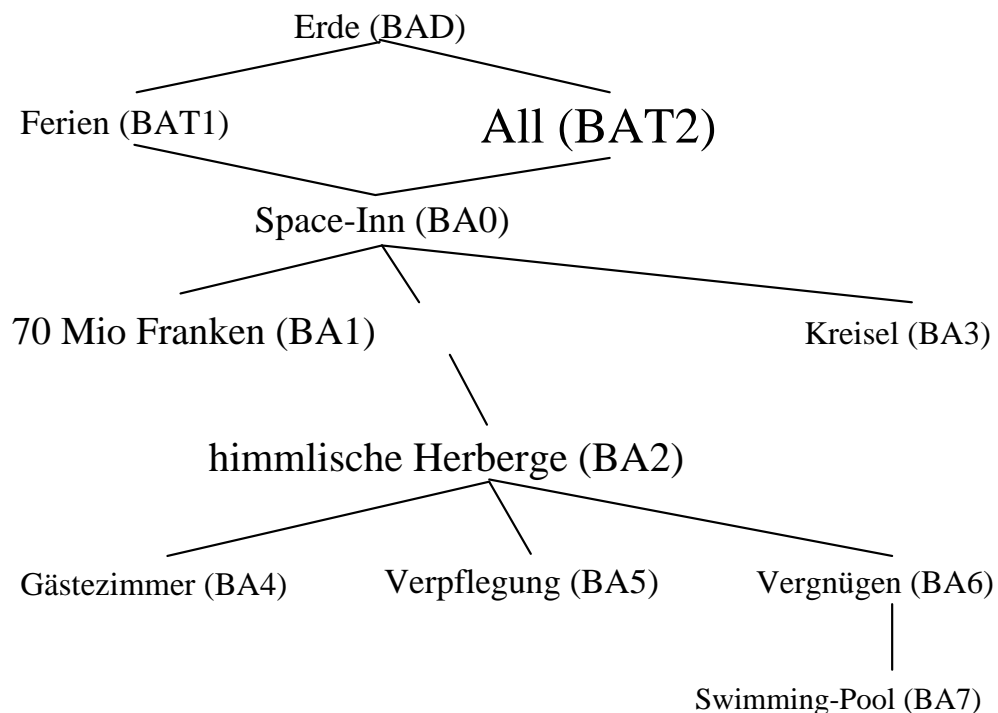 Erde (BAD)
Ferien (BAT1)
All (BAT2)
Space-Inn (BA0)
70 Mio Franken (BA1)
Kreisel (BA3)
himmlische Herberge (BA2)
Gästezimmer (BA4)
Verpflegung (BA5)
Vergnügen (BA6)
Swimming-Pool (BA7)